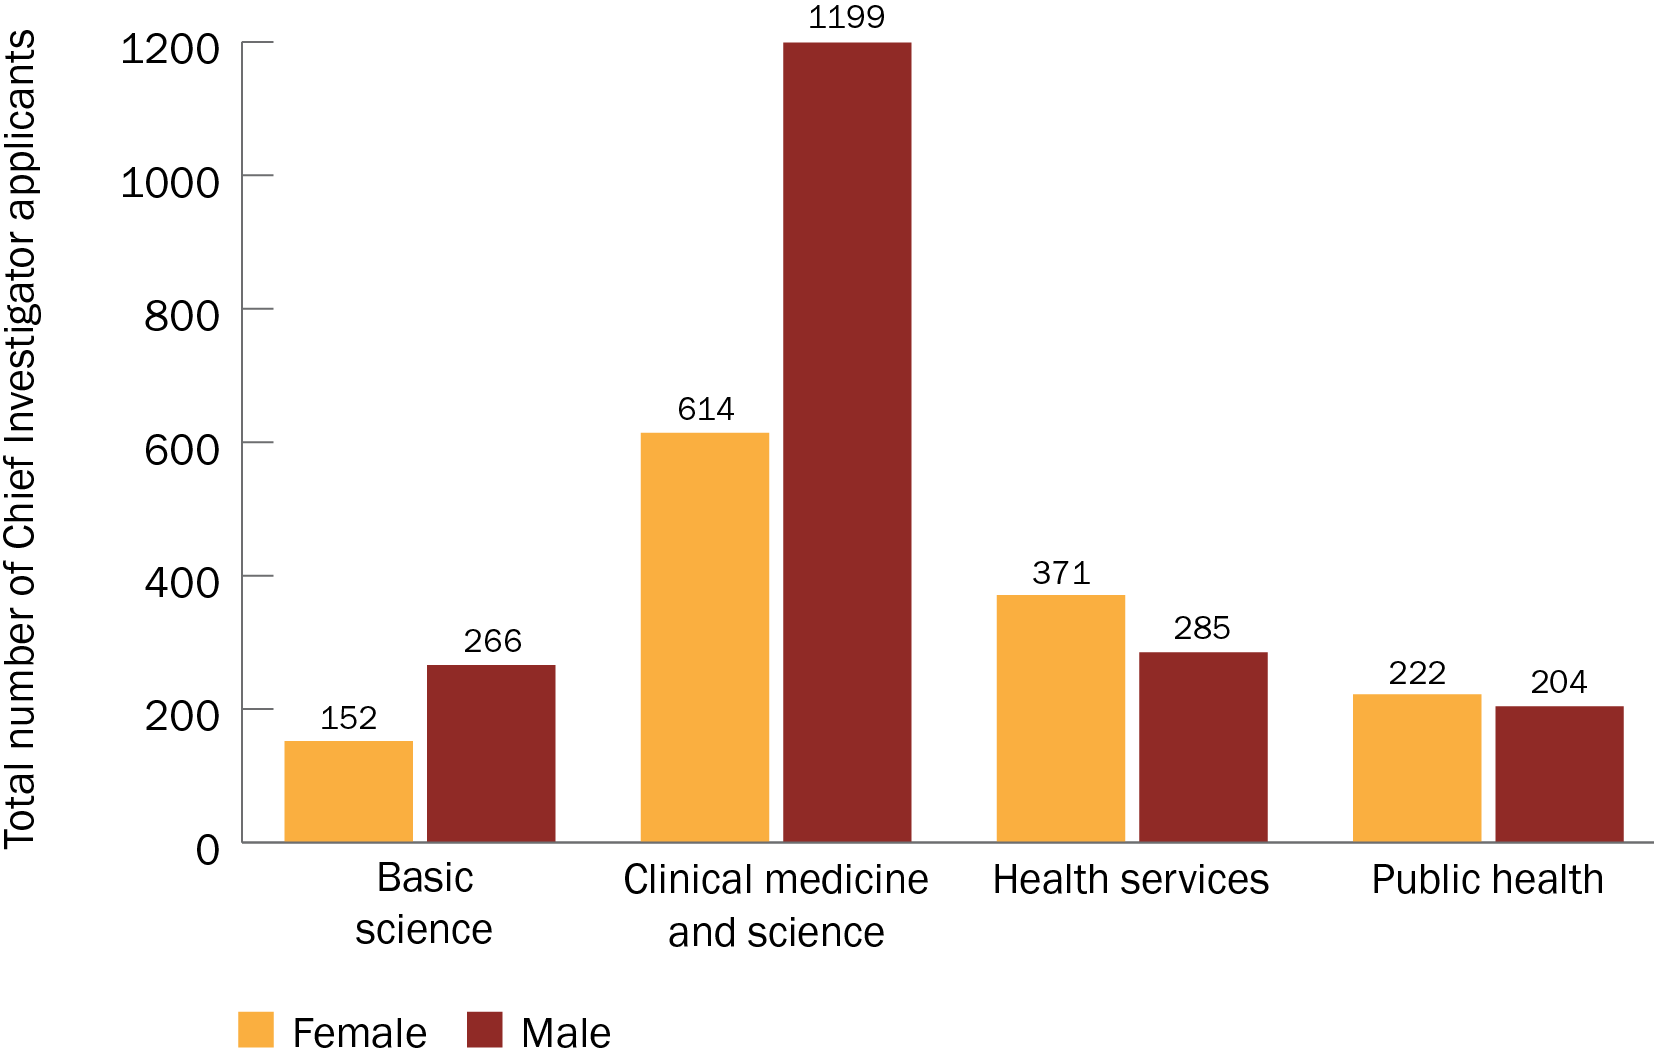 Total number of Chief Investigator applicants
1200
1000
800
600
400
200
0
152
266
614
1199
371
285
222
204
Basic
science
Clinical medicine
and science
Health services
Public health
Female
Male